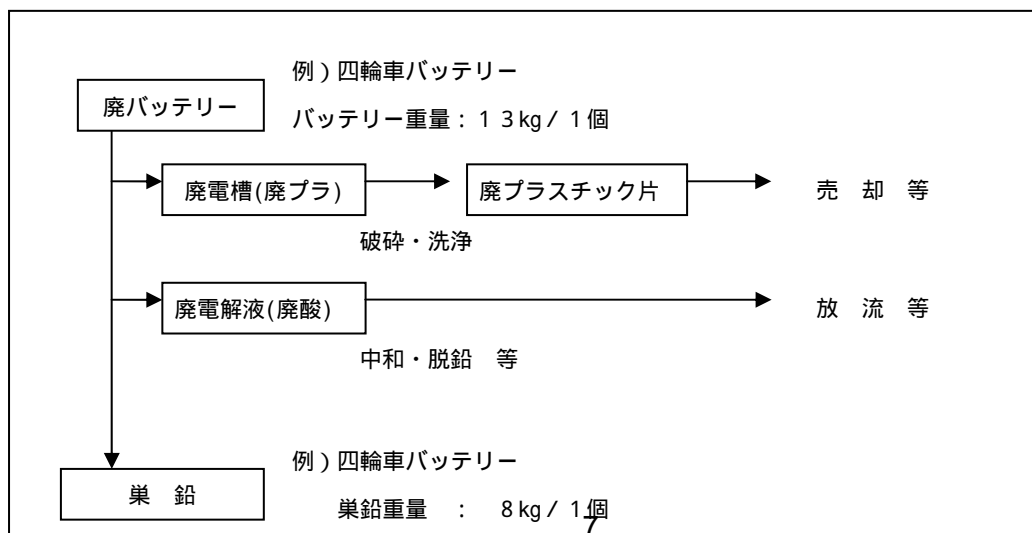 例）四輪車バッテリー
廃バッテリー
バッテリー重量：１３kg/１個
廃電槽(廃プラ)
廃プラスチック片
売 却 等
破砕・洗浄
廃電解液(廃酸)
放 流 等
中和・脱鉛 等
例）四輪車バッテリー
巣 鉛
巣鉛重量 ： 8kg/１個
7